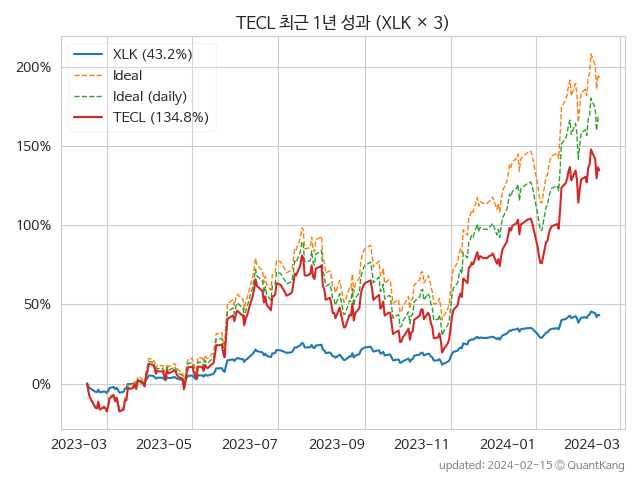 TECL 최근 1년 성과 (XLK × 3)
XLK (43.2%)
Ideal
Ideal (daily)
TECL (134.8%)
200%
150%
100%
50%
0%
2023-03 2023-05 2023-07 2023-09 2023-11 2024-01 2024-03
updated: 2024-02-15 © QuantKang